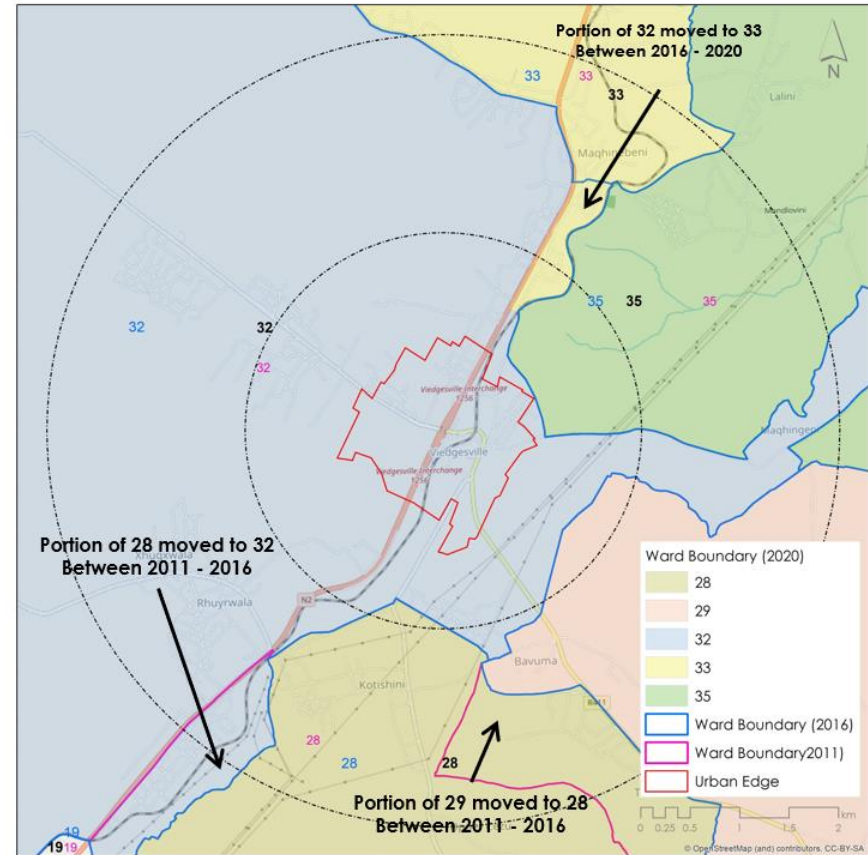 Portion of 32 moved to 33
Between 2016 - 2020
N
33
33
33
Lalini
Maqhinebeni
Mandlovini
35
35
35
32
32
32
Viedgesville Interchange
1256
Viedgesville
Viedgesville Interchange
1256
Maqhingeni
Portion of 28 moved to 32
Between 2011 - 2016
Xhugxwala
Rhuyrwala
N2
Kotishini
Bavuma
R411
28
28
28
Portion of 29 moved to 28
Between 2011 - 2016
19
19
19
Ward Boundary (2020)
28
29
32
33
35
Ward Boundary (2016)
Ward Boundary2011)
Urban Edge
0 0.25 0.5 1 1.5 2 km
© OpenStreetMap (and) contributors, CC-BY-SA